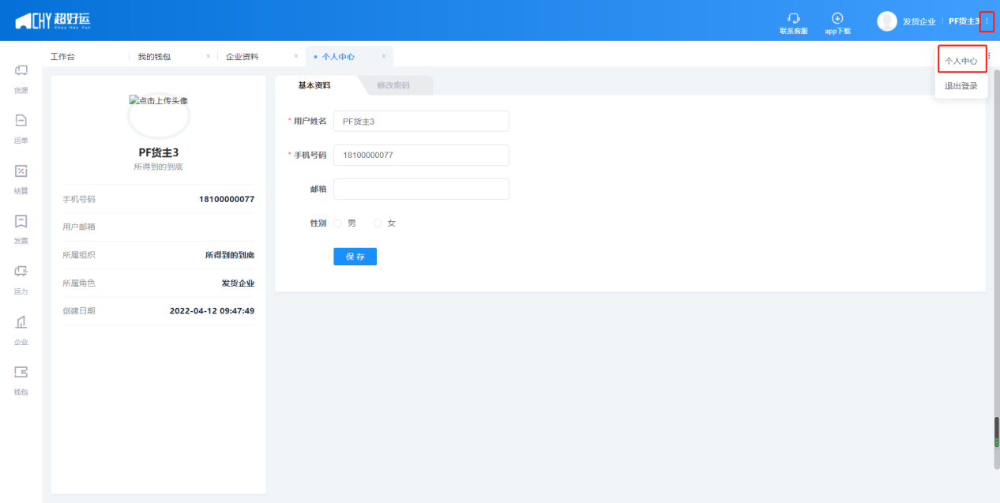 CHY 超好运
Chao Hao Yun
联系客服
app下载
发货企业
PF货主3
工作台
我的钱包
企业资料
个人中心
个人中心
退出登录
货源
运单
结算
发票
运力
企业
钱包
点击上传头像
PF货主3
所得到的到底
手机号码 18100000077
用户邮箱
所属组织 所得到的到底
所属角色 发货企业
创建日期 2022-04-12 09:47:49
基本资料
修改密码
* 用户姓名 PF货主3
* 手机号码 18100000077
邮箱
性别 男 女
保 存